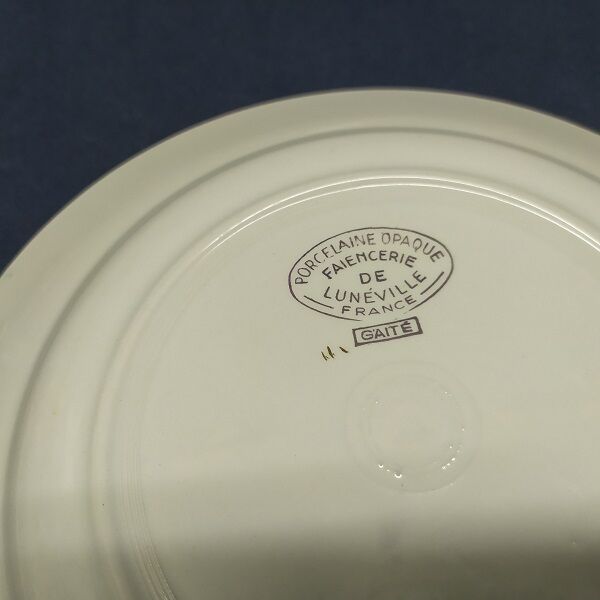 PORCELAINE OPAQUE
FAIENCERIE
DE
LUNÉVILLE
FRANCE
GAITÉ